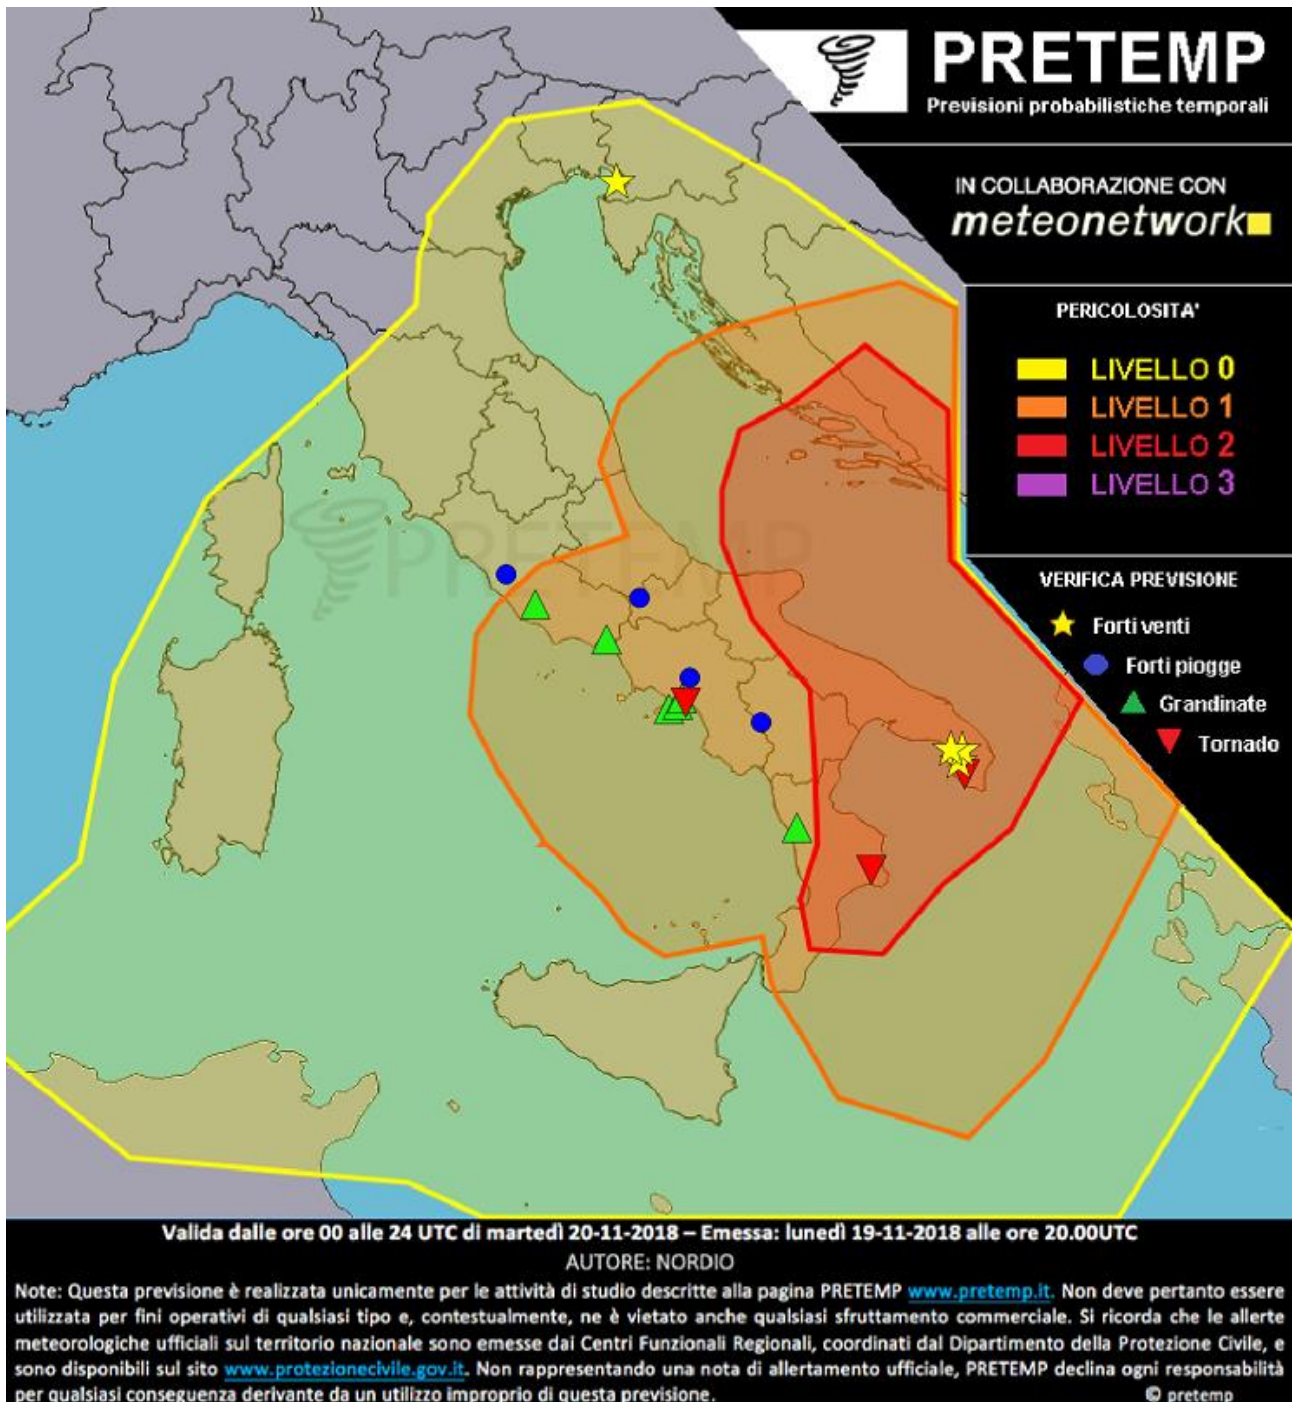 PRETEMP
Previsioni probabilistiche temporali
IN COLLABORAZIONE CON
meteonetwork
PERICOLOSITA'
LIVELLO 0
LIVELLO 1
LIVELLO 2
LIVELLO 3
PRETEMP
VERIFICA PREVISIONE
Forti venti
Forti piogge
Grandinate
Tornado
Valida dalle ore 00 alle 24 UTC di martedì 20-11-2018 – Emessa: lunedì 19-11-2018 alle ore 20.00UTC
AUTORE: NORDIO
Note: Questa previsione è realizzata unicamente per le attività di studio descritte alla pagina PRETEMP www.pretemp.it. Non deve pertanto essere
utilizzata per fini operativi di qualsiasi tipo e, contestualmente, ne è vietato anche qualsiasi sfruttamento commerciale. Si ricorda che le allerte
meteorologiche ufficiali sul territorio nazionale sono emesse dai Centri Funzionali Regionali, coordinati dal Dipartimento della Protezione Civile, e
sono disponibili sul sito www.protezionecivile.gov.it. Non rappresentando una nota di allertamento ufficiale, PRETEMP declina ogni responsabilità
per qualsiasi conseguenza derivante da un utilizzo improprio di questa previsione. © pretemp